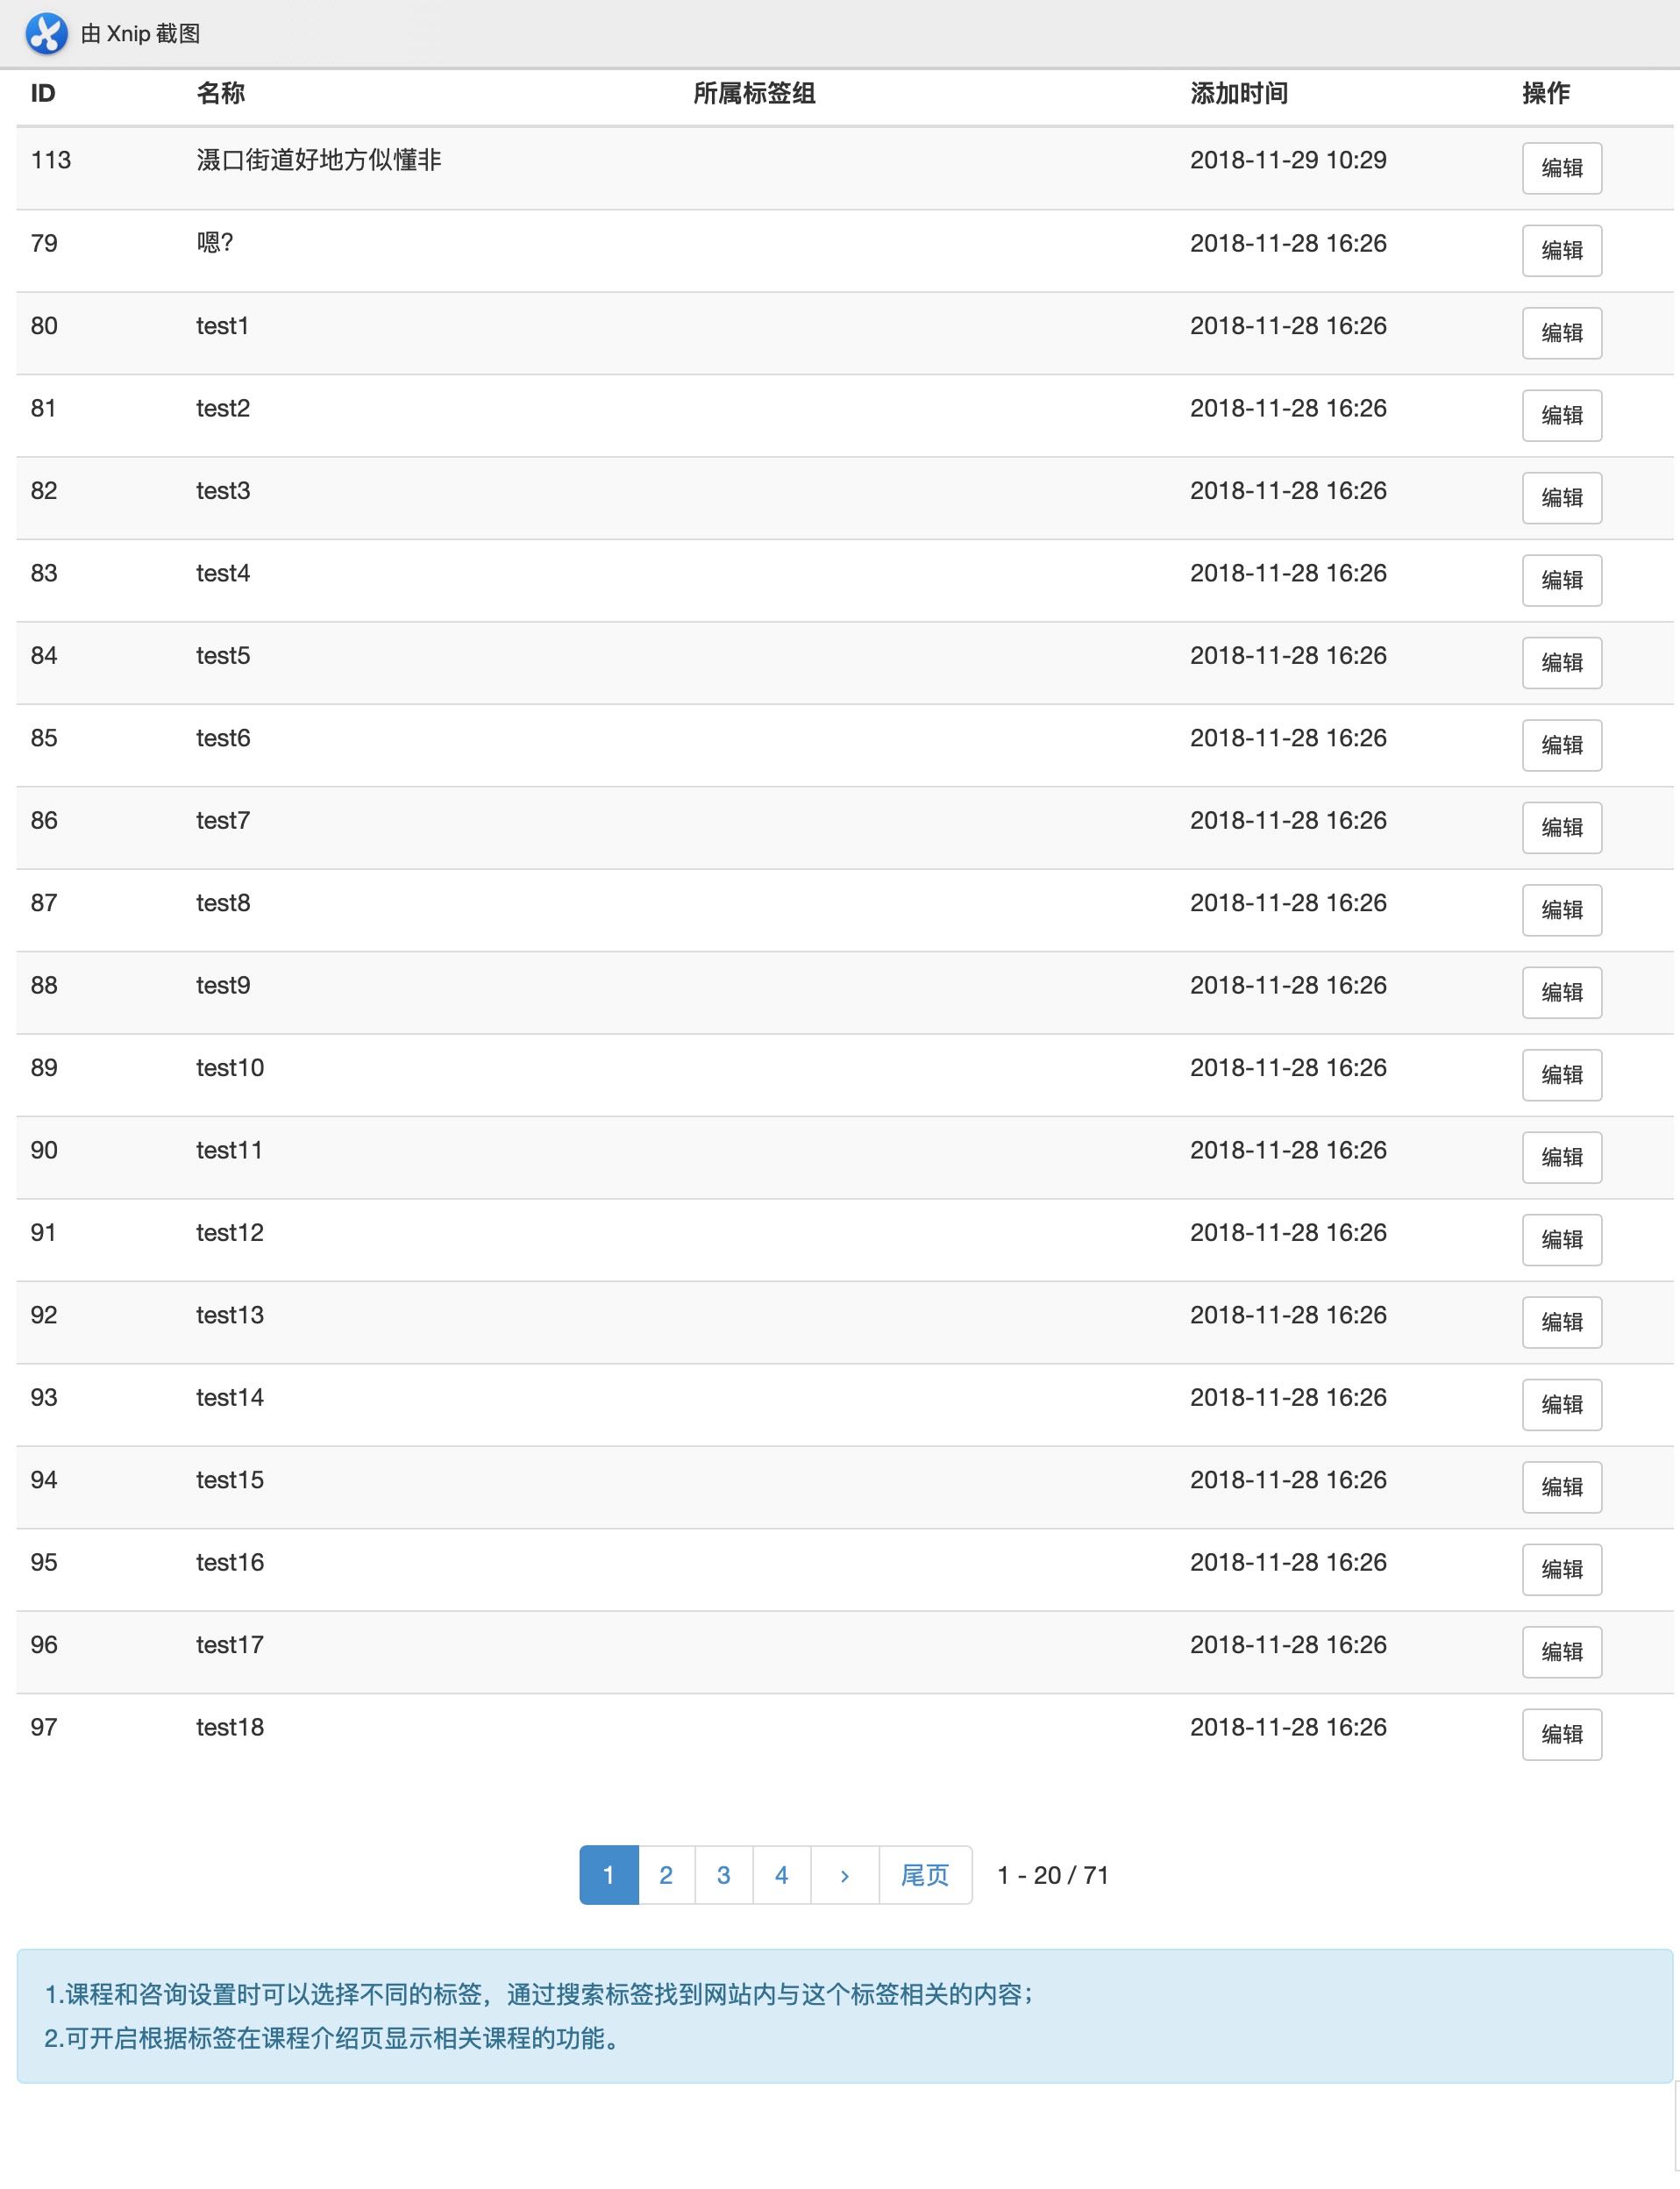 由 Xnip 截图
ID 名称 所属标签组 添加时间 操作
113 滠口街道好地方似懂非 2018-11-29 10:29 编辑
79 嗯? 2018-11-28 16:26 编辑
80 test1 2018-11-28 16:26 编辑
81 test2 2018-11-28 16:26 编辑
82 test3 2018-11-28 16:26 编辑
83 test4 2018-11-28 16:26 编辑
84 test5 2018-11-28 16:26 编辑
85 test6 2018-11-28 16:26 编辑
86 test7 2018-11-28 16:26 编辑
87 test8 2018-11-28 16:26 编辑
88 test9 2018-11-28 16:26 编辑
89 test10 2018-11-28 16:26 编辑
90 test11 2018-11-28 16:26 编辑
91 test12 2018-11-28 16:26 编辑
92 test13 2018-11-28 16:26 编辑
93 test14 2018-11-28 16:26 编辑
94 test15 2018-11-28 16:26 编辑
95 test16 2018-11-28 16:26 编辑
96 test17 2018-11-28 16:26 编辑
97 test18 2018-11-28 16:26 编辑
1 2 3 4 › 尾页 1 - 20 / 71
1.课程和咨询设置时可以选择不同的标签，通过搜索标签找到网站内与这个标签相关的内容；
2.可开启根据标签在课程介绍页显示相关课程的功能。